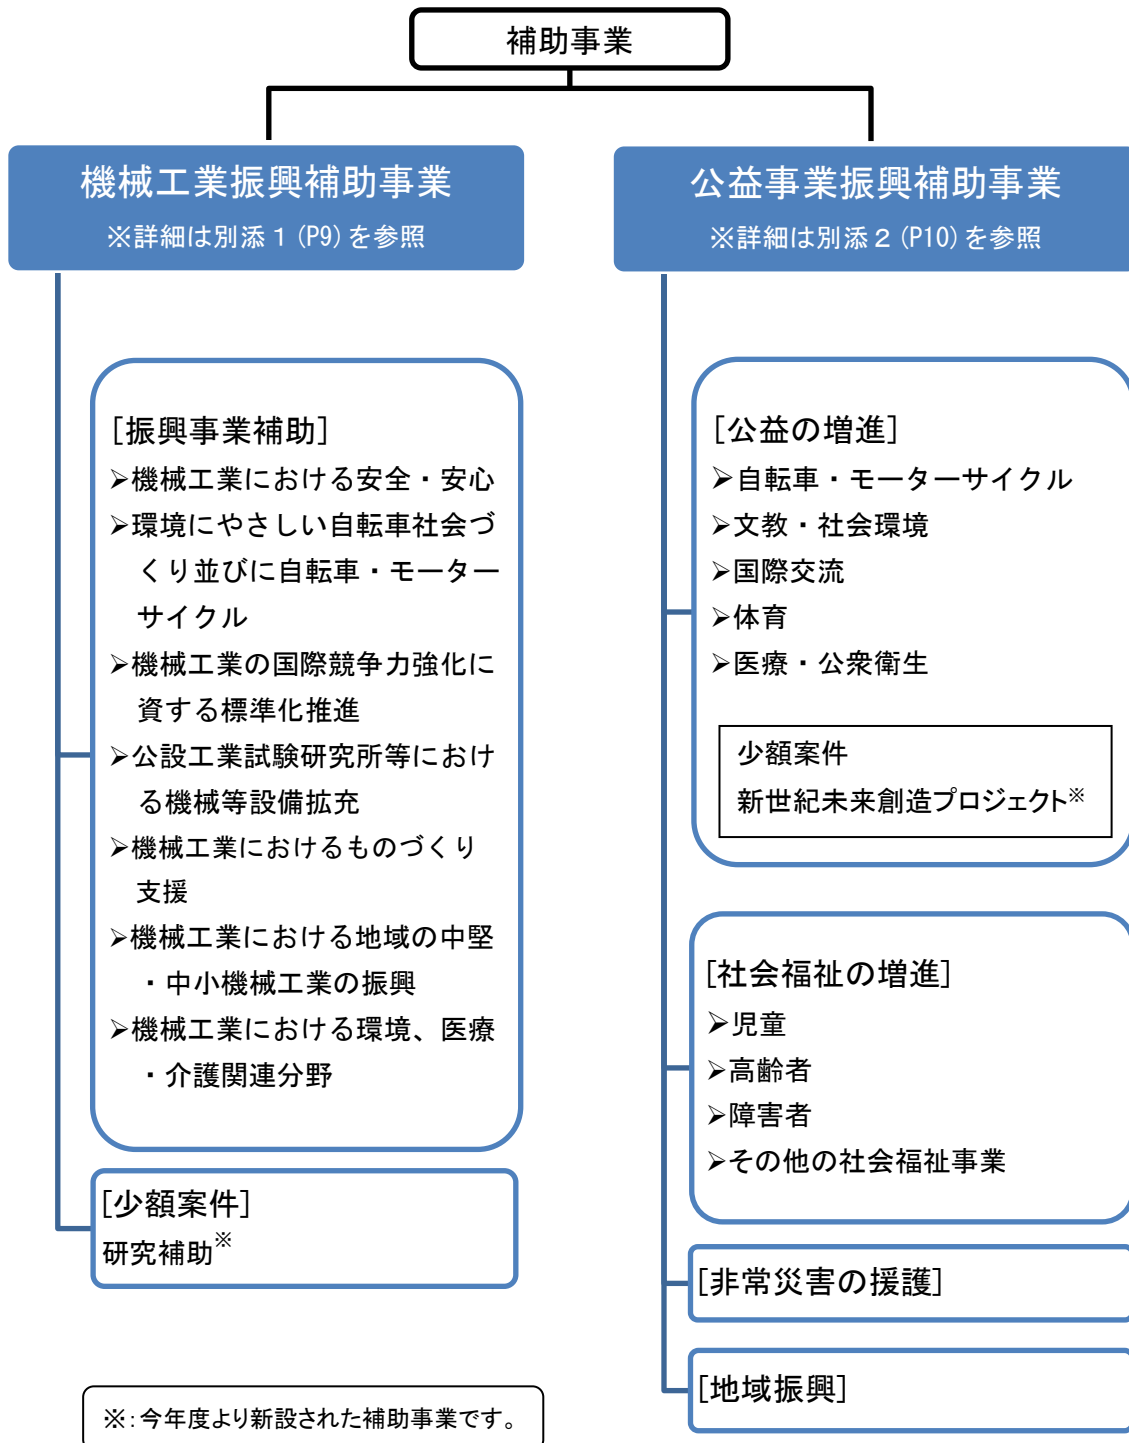 補助事業
機械工業振興補助事業
※詳細は別添１(P9)を参照
[振興事業補助]
➢機械工業における安全・安心
➢環境にやさしい自転車社会づ
くり並びに自転車・モーター
サイクル
➢機械工業の国際競争力強化に
資する標準化推進
➢公設工業試験研究所等におけ
る機械等設備拡充
➢機械工業におけるものづくり
支援
➢機械工業における地域の中堅
・中小機械工業の振興
➢機械工業における環境、医療
・介護関連分野
[少額案件]
研究補助※
公益事業振興補助事業
※詳細は別添２(P10)を参照
[公益の増進]
➢自転車・モーターサイクル
➢文教・社会環境
➢国際交流
➢体育
➢医療・公衆衛生
少額案件
新世紀未来創造プロジェクト※
[社会福祉の増進]
➢児童
➢高齢者
➢障害者
➢その他の社会福祉事業
[非常災害の援護]
[地域振興]
※:今年度より新設された補助事業です。